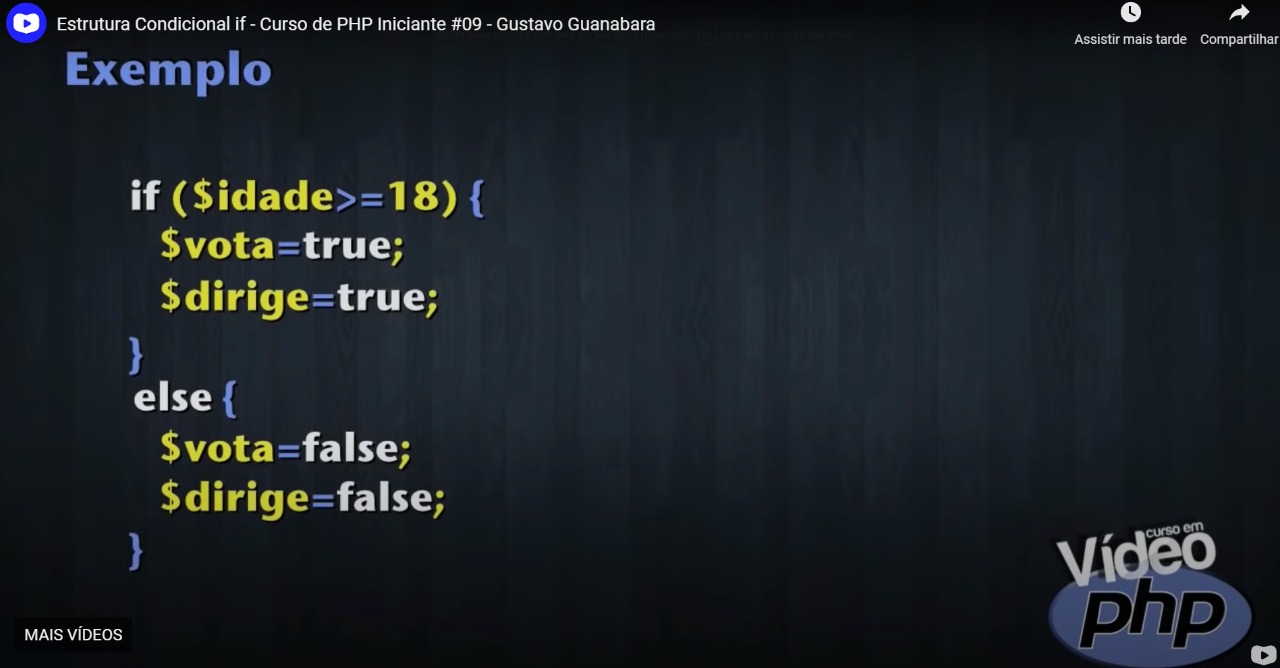 Estrutura Condicional if - Curso de PHP Iniciante #09 - Gustavo Guanabara
Assistir mais tarde
Compartilhar
Exemplo
if ($idade>=18) {
$vota=true;
$dirige=true;
}
else {
$vota=false;
$dirige=false;
}
curso em
Vídeo
php
MAIS VÍDEOS